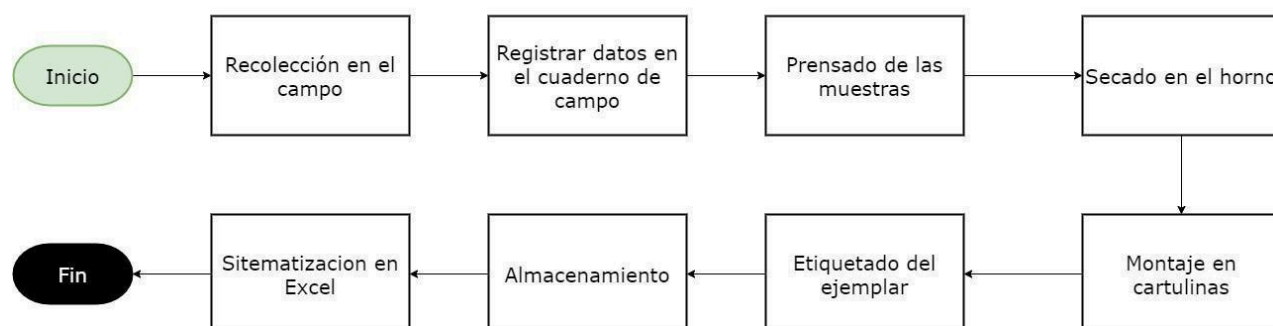 Inicio
Recolección en el
campo
Registrar datos en
el cuaderno de
campo
Prensado de las
muestras
Secado en el horno
Montaje en
cartulinas
Etiquetado del
ejemplar
Almacenamiento
Sitematizacion en
Excel
Fin